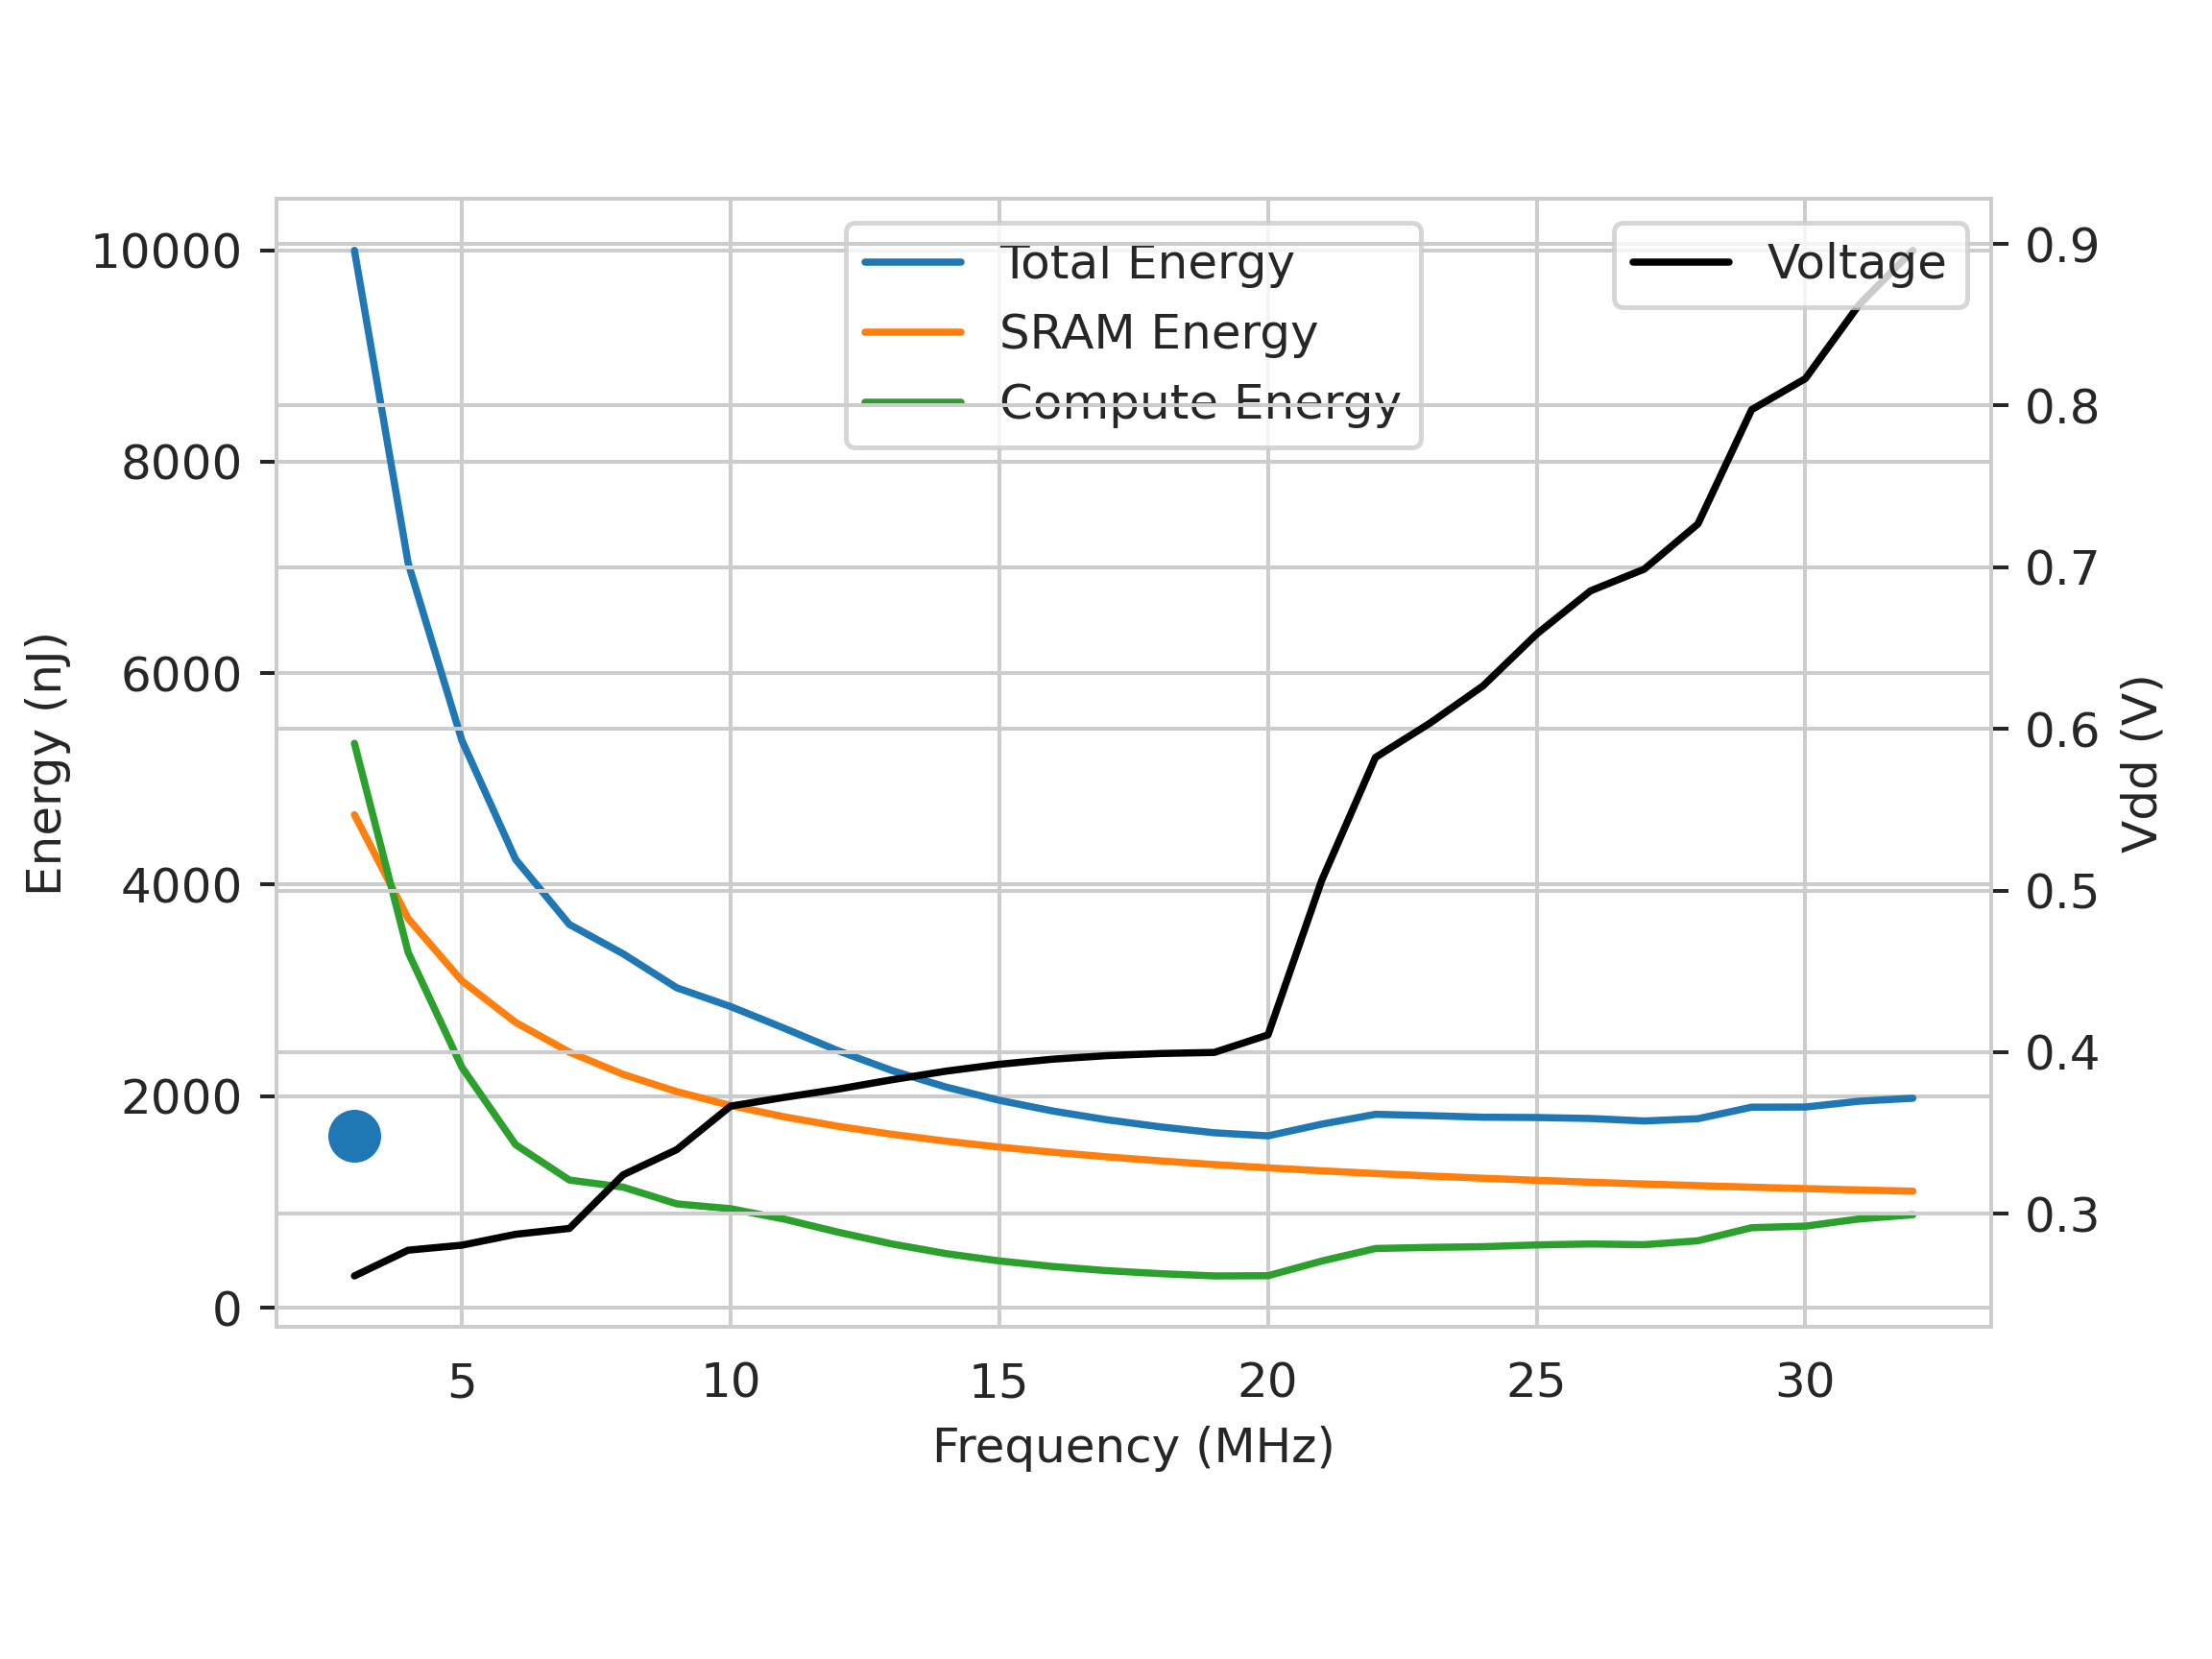 Total Energy
SRAM Energy
Compute Energy
Voltage
10000
8000
6000
4000
2000
0
Energy (nJ)
0.9
0.8
0.7
0.6
0.5
0.4
0.3
Vdd (V)
5 10 15 20 25 30
Frequency (MHz)